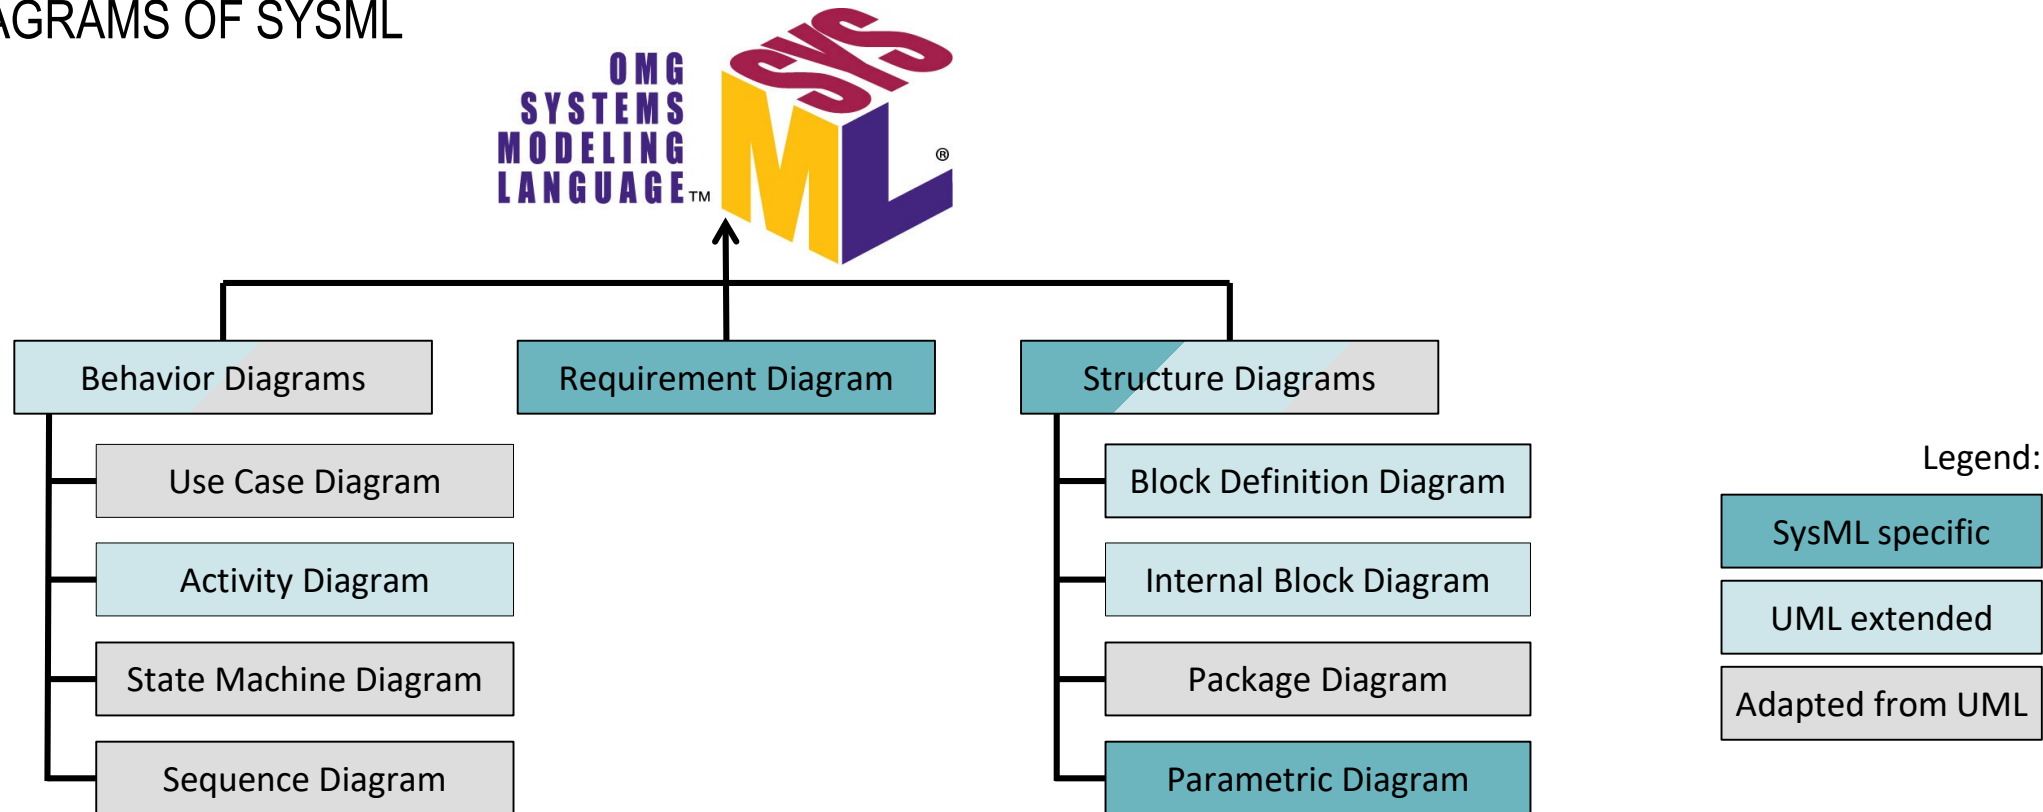 AGRAMS OF SYSML
OMG
SYSTEMS
MODELING
LANGUAGE™
SYS
ML®
Behavior Diagrams
Requirement Diagram
Structure Diagrams
Use Case Diagram
Activity Diagram
State Machine Diagram
Sequence Diagram
Block Definition Diagram
Internal Block Diagram
Package Diagram
Parametric Diagram
Legend:
SysML specific
UML extended
Adapted from UML